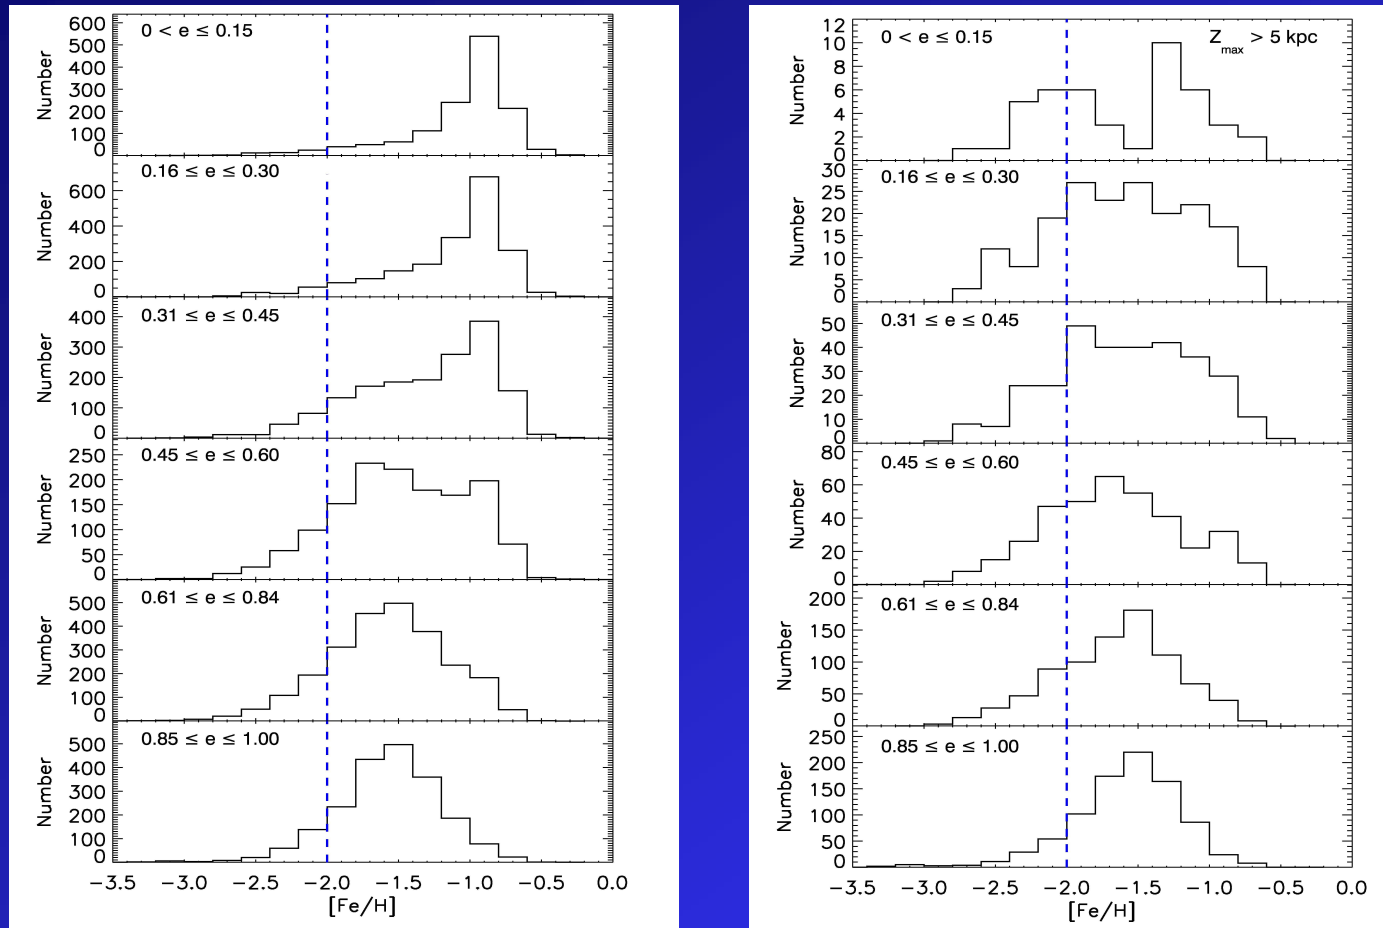 0 < e ≤ 0.15
Number
600
500
400
300
200
100
0
0.16 ≤ e ≤ 0.30
Number
600
400
200
0
0.31 ≤ e ≤ 0.45
Number
400
300
200
100
0
0.45 ≤ e ≤ 0.60
Number
250
200
150
100
50
0
0.61 ≤ e ≤ 0.84
Number
500
400
300
200
100
0
0.85 ≤ e ≤ 1.00
Number
500
400
300
200
100
0
−3.5 −3.0 −2.5 −2.0 −1.5 −1.0 −0.5 0.0
[Fe/H]
0 < e ≤ 0.15 Zmax > 5 kpc
Number
12
10
8
6
4
2
0
0.16 ≤ e ≤ 0.30
Number
30
25
20
15
10
5
0
0.31 ≤ e ≤ 0.45
Number
50
40
30
20
10
0
0.45 ≤ e ≤ 0.60
Number
80
60
40
20
0
0.61 ≤ e ≤ 0.84
Number
200
150
100
50
0
0.85 ≤ e ≤ 1.00
Number
250
200
150
100
50
0
−3.5 −3.0 −2.5 −2.0 −1.5 −1.0 −0.5 0.0
[Fe/H]